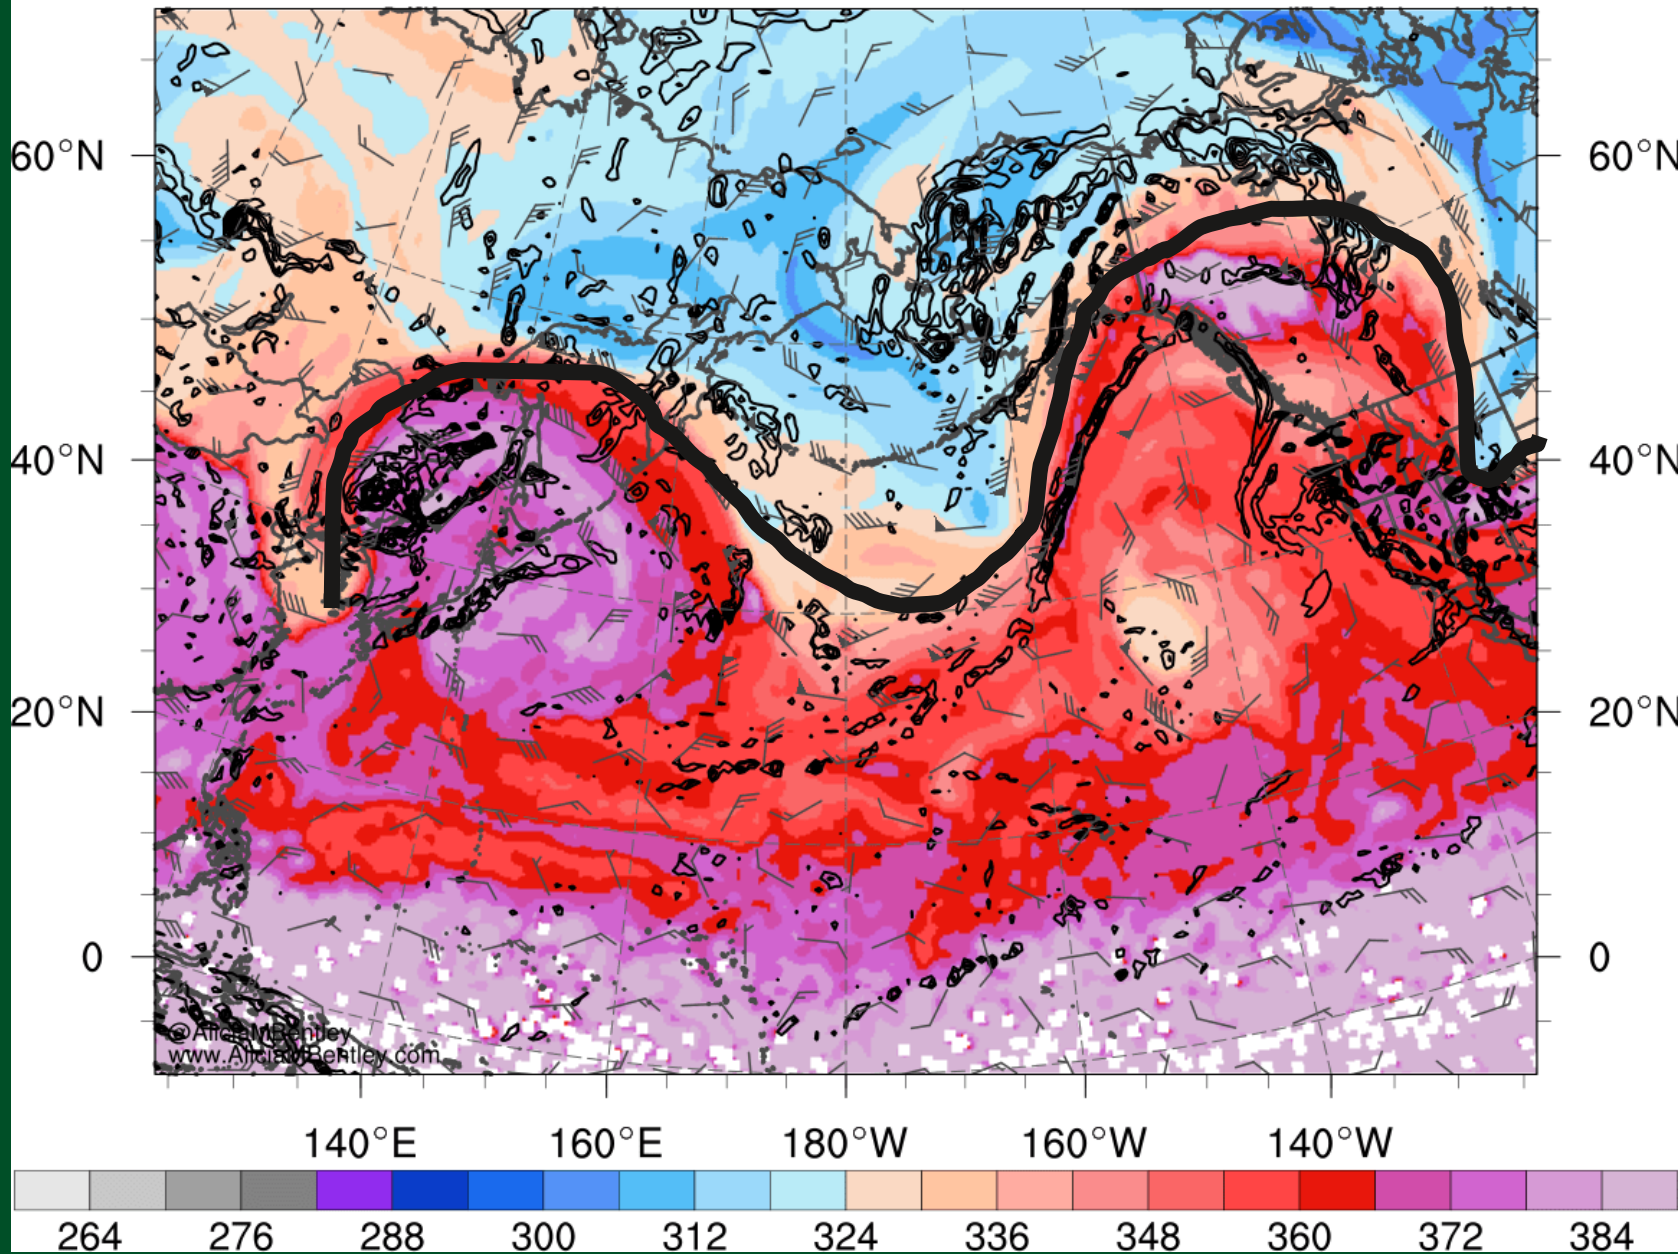 60°N 60°N
40°N 40°N
20°N 20°N
0 0
@AliciaMBentley
www.AliciaMBentley.com
140°E 160°E 180°W 160°W 140°W
264 276 288 300 312 324 336 348 360 372 384